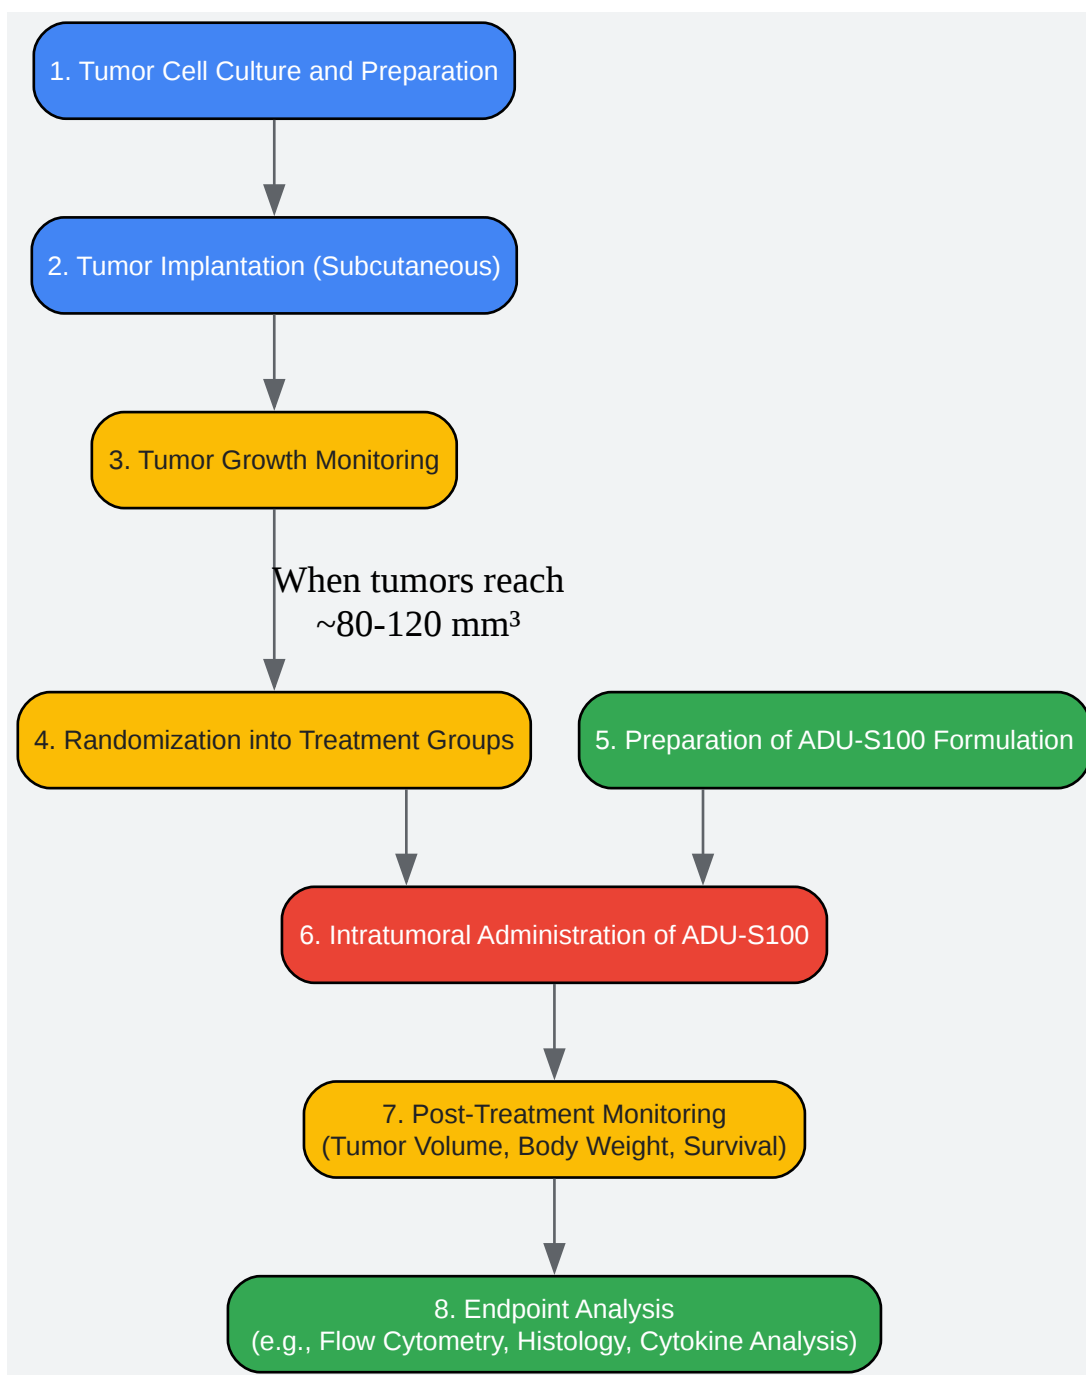 1. Tumor Cell Culture and Preparation
2. Tumor Implantation (Subcutaneous)
3. Tumor Growth Monitoring
When tumors reach
~80-120 mm³
4. Randomization into Treatment Groups
5. Preparation of ADU-S100 Formulation
6. Intratumoral Administration of ADU-S100
7. Post-Treatment Monitoring
(Tumor Volume, Body Weight, Survival)
8. Endpoint Analysis
(e.g., Flow Cytometry, Histology, Cytokine Analysis)